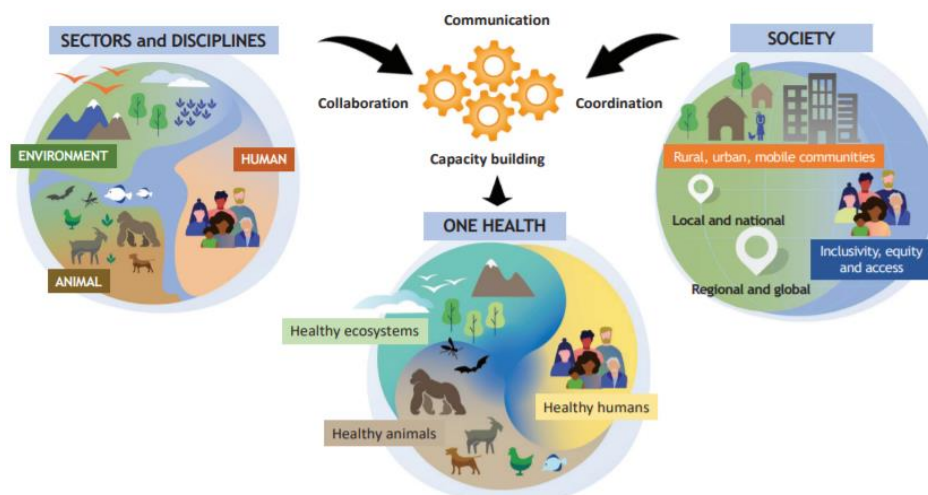 Communication
SECTORS and DISCIPLINES
SOCIETY
Collaboration
Coordination
ENVIRONMENT
HUMAN
Capacity building
Rural, urban, mobile communities
Local and national
ONE HEALTH
Inclusivity, equity
and access
ANIMAL
Regional and global
Healthy ecosystems
Healthy humans
Healthy animals